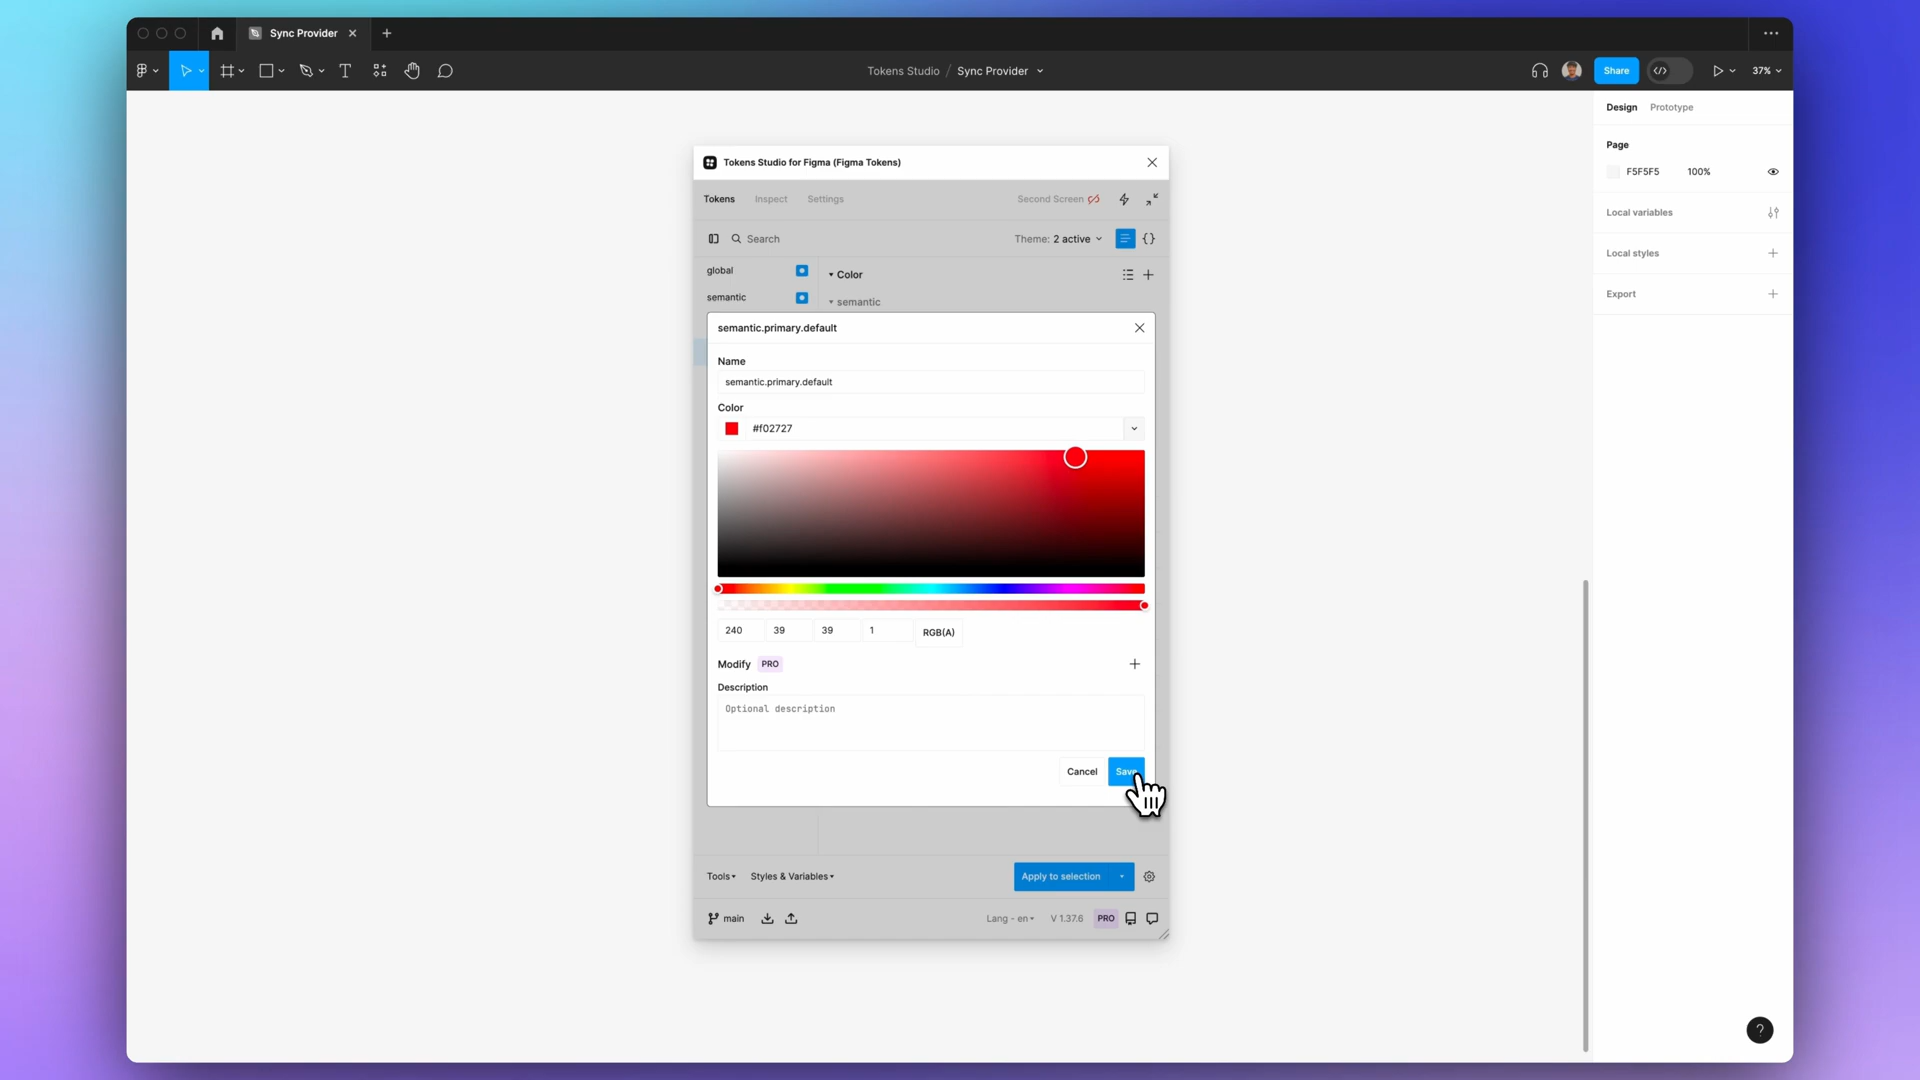 Sync Provider
Tokens Studio / Sync Provider
Share
37%
Design Prototype
Page
F5F5F5 100%
Local variables
Local styles
Export
Tokens Studio for Figma (Figma Tokens)
Tokens Inspect Settings Second Screen
Search Theme: 2 active {}
global
semantic
Color
semantic
semantic.primary.default
Name
semantic.primary.default
Color
#f02727
240 39 39 1 RGB(A)
Modify PRO
Description
Optional description
Cancel Save
Tools Styles & Variables Apply to selection
main Lang - en V 1.37.6 PRO
?